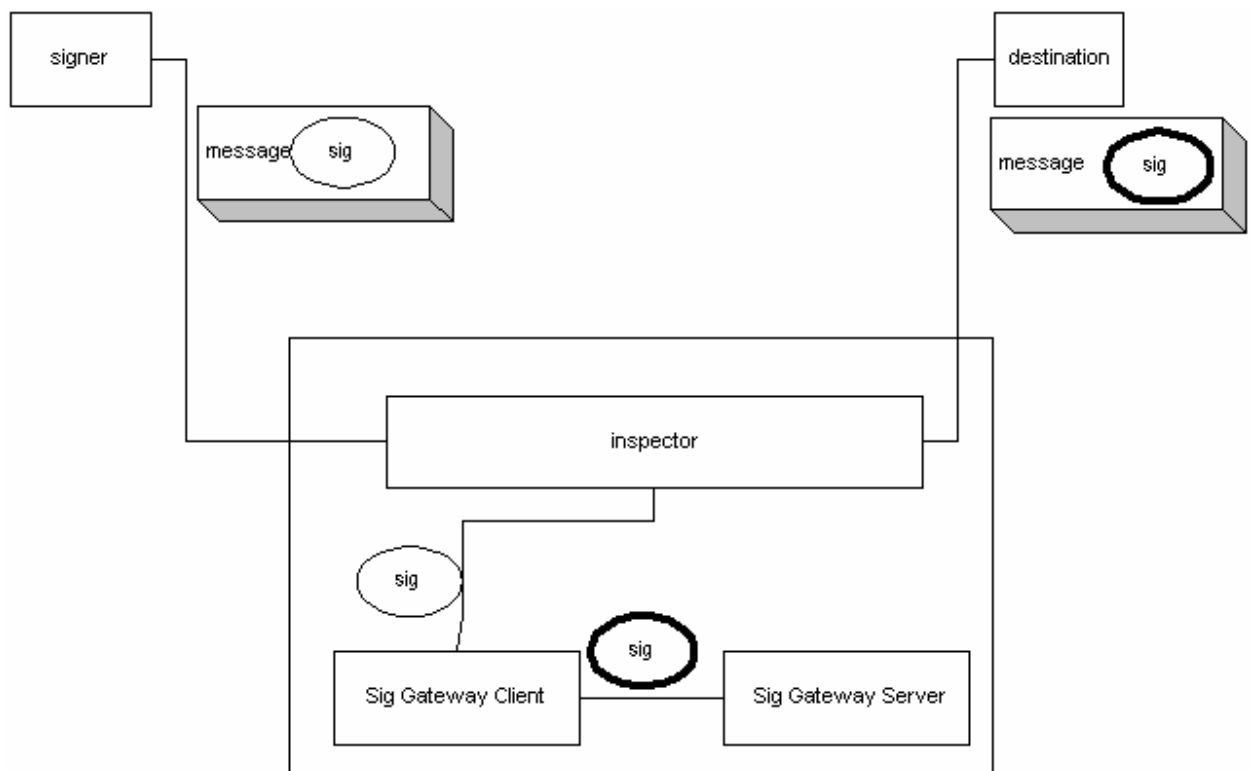 signer
destination
message sig
message sig
inspector
sig
sig
Sig Gateway Client
Sig Gateway Server